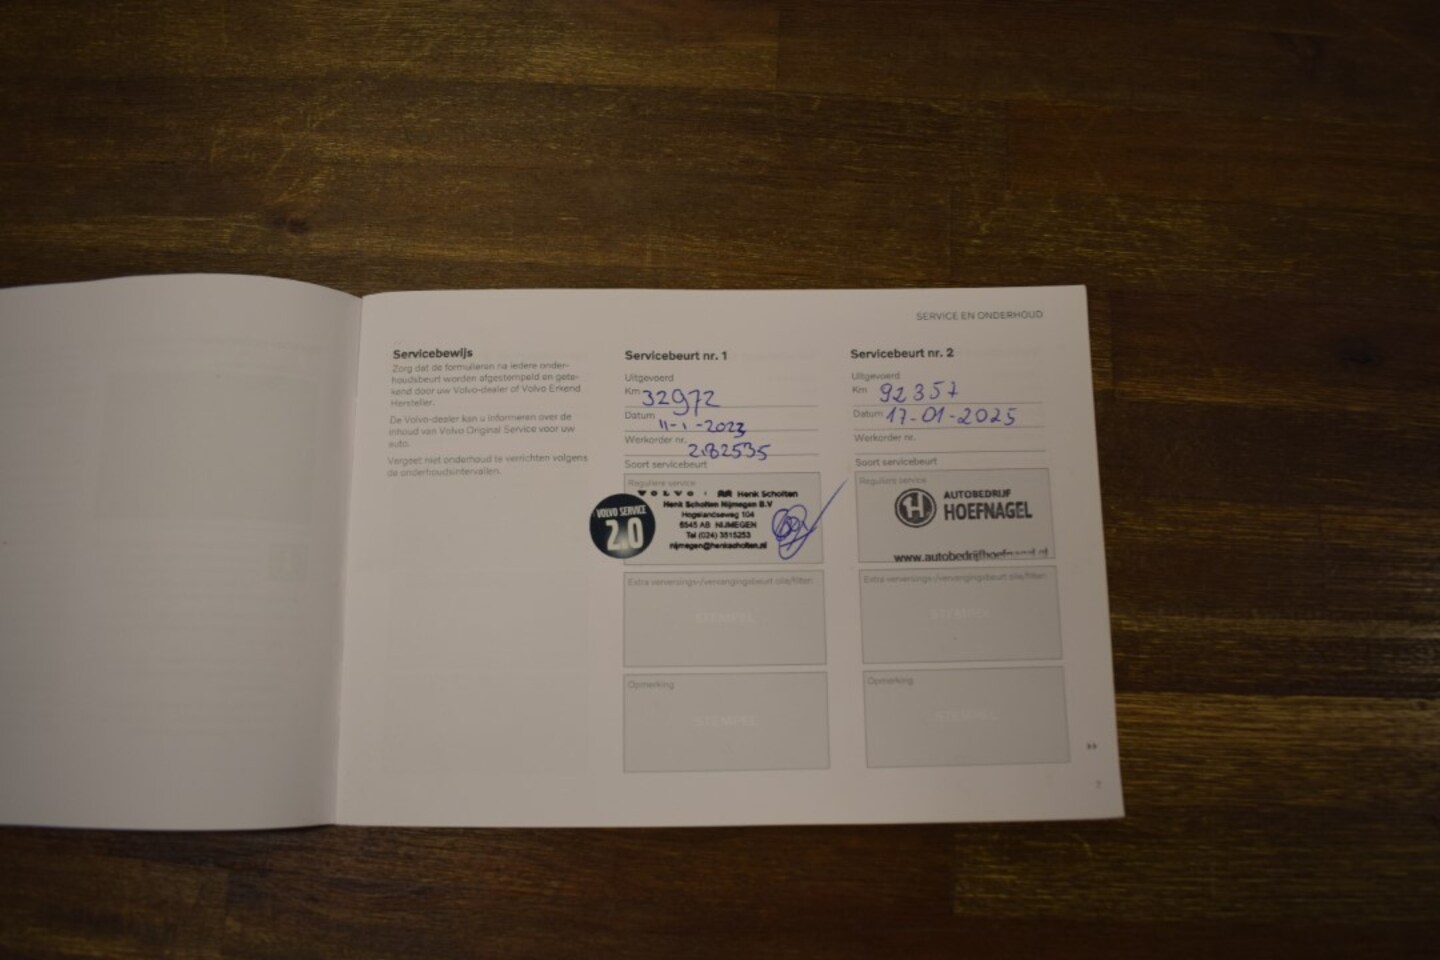 SERVICE EN ONDERHOUD
Servicebewijs
Zorg dat de formulieren na iedere onder-
houdsbeurt worden afgestempeld en gete-
kend door uw Volvo-dealer of Volvo Erkend
Hersteller.
De Volvo-dealer kan u informeren over de
inhoud van Volvo Original Service voor uw
auto.
Vergeet niet onderhoud te verrichten volgens
de onderhoudsintervallen.
Servicebeurt nr. 1
Uitgevoerd
Km 32972
Datum 11-1-2023
Werkorder nr. 282535
Soort servicebeurt
Reguliere service
VOLVO SERVICE
2.0
VOLVO Henk Scholten
Henk Scholten Nijmegen B.V
Hogelandseweg 104
6545 AB NIJMEGEN
Tel (024) 3515253
nijmegen@henkscholten.nl
Extra verversings-/vervangingsbeurt olie/filter:
STEMPEL
Opmerking
STEMPEL
Servicebeurt nr. 2
Uitgevoerd
Km 92357
Datum 17-01-2025
Werkorder nr.
Soort servicebeurt
Reguliere service
H AUTOBEDRIJF
HOEFNAGEL
www.autobedrijfhoefnagel.nl
Extra verversings-/vervangingsbeurt olie/filter:
STEMPEL
Opmerking
STEMPEL
7